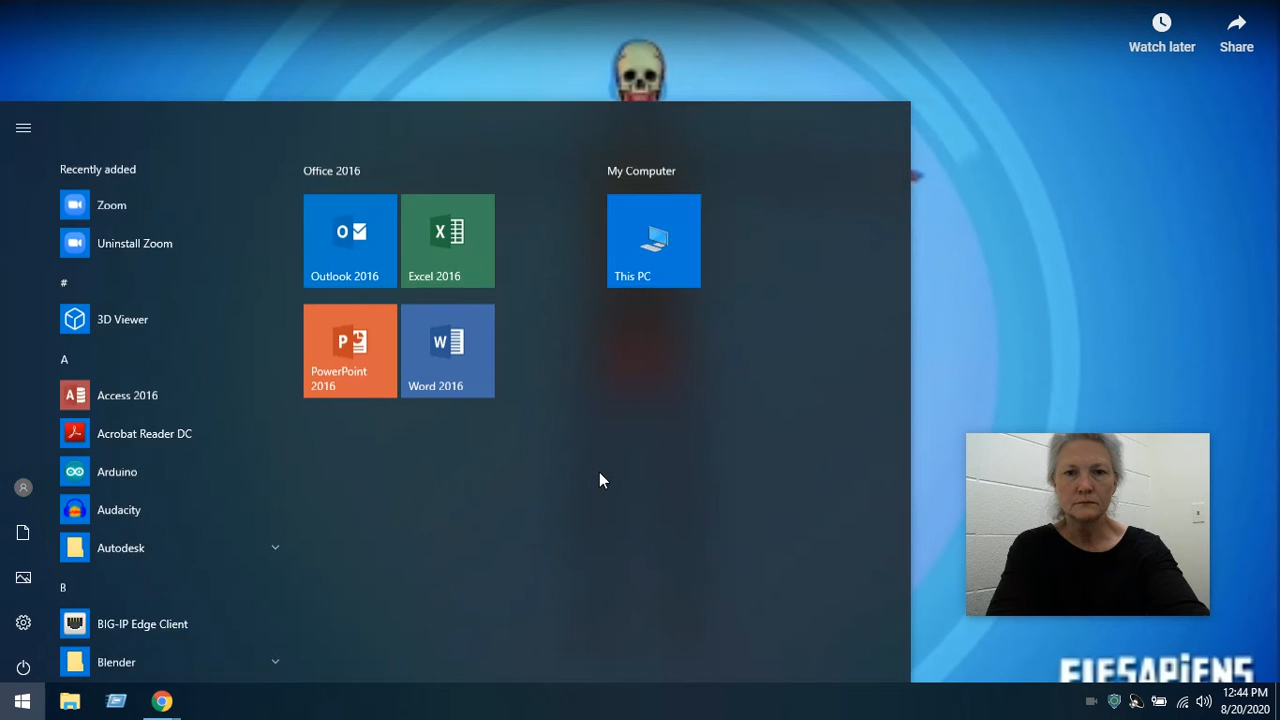 Watch later
Share
Recently added
Zoom
Uninstall Zoom
#
3D Viewer
A
Access 2016
Acrobat Reader DC
Arduino
Audacity
Autodesk
B
BIG-IP Edge Client
Blender
Office 2016
Outlook 2016
Excel 2016
PowerPoint
2016
Word 2016
My Computer
This PC
12:44 PM
8/20/2020